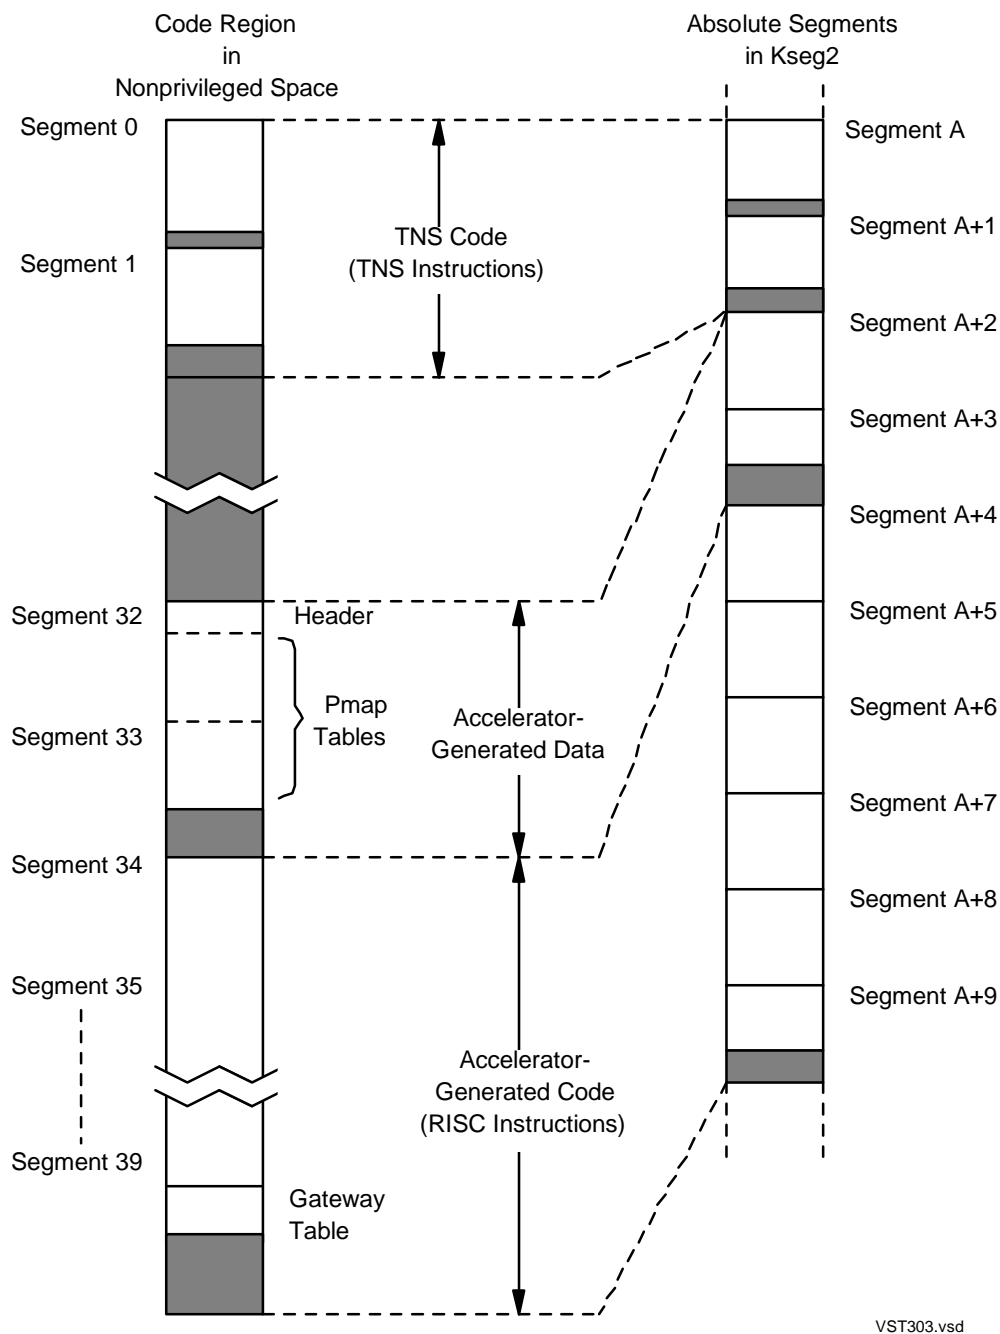 Code Region
in
Nonprivileged Space
Absolute Segments
in Kseg2
Segment 0
Segment A
TNS Code
(TNS Instructions)
Segment 1
Segment A+1
Segment A+2
Segment A+3
Segment A+4
Segment 32
Header
Segment A+5
Pmap
Tables
Segment 33
Accelerator-
Generated Data
Segment A+6
Segment A+7
Segment 34
Segment A+8
Segment 35
Segment A+9
Accelerator-
Generated Code
(RISC Instructions)
Segment 39
Gateway
Table
VST303.vsd